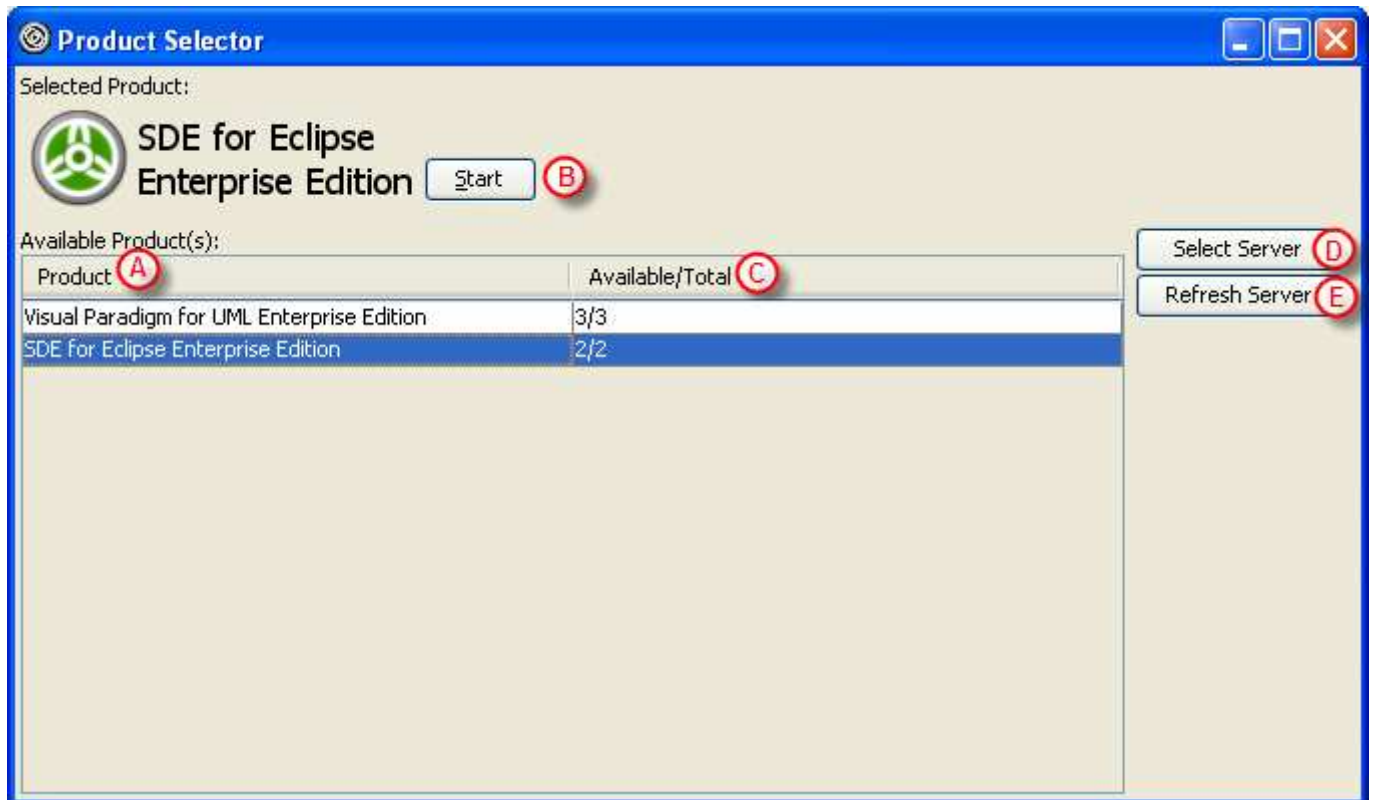 Product Selector
Selected Product:
SDE for Eclipse
Enterprise Edition Start B
Available Product(s):
Product A Available/Total C
Select Server D
Refresh Server E
Visual Paradigm for UML Enterprise Edition 3/3
SDE for Eclipse Enterprise Edition 2/2